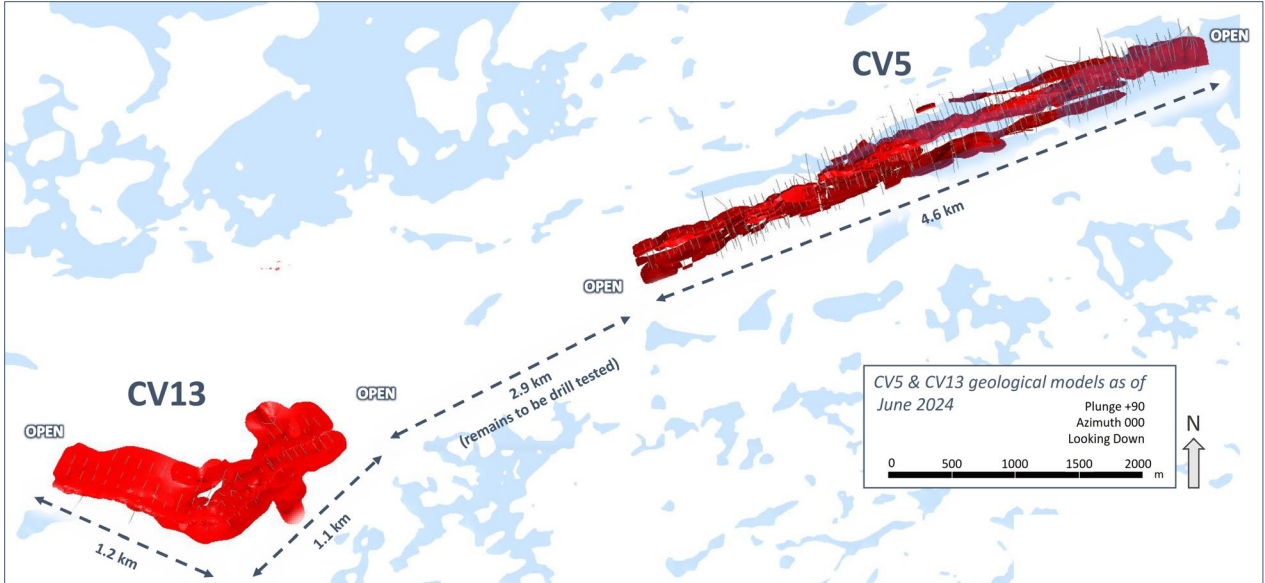 OPEN
CV5
4.6 km
OPEN
2.9 km
(remains to be drill tested)
CV13
OPEN
OPEN
1.2 km
1.1 km
CV5 & CV13 geological models as of
June 2024
Plunge +90
Azimuth 000
Looking Down
0 500 1000 1500 2000 m
N